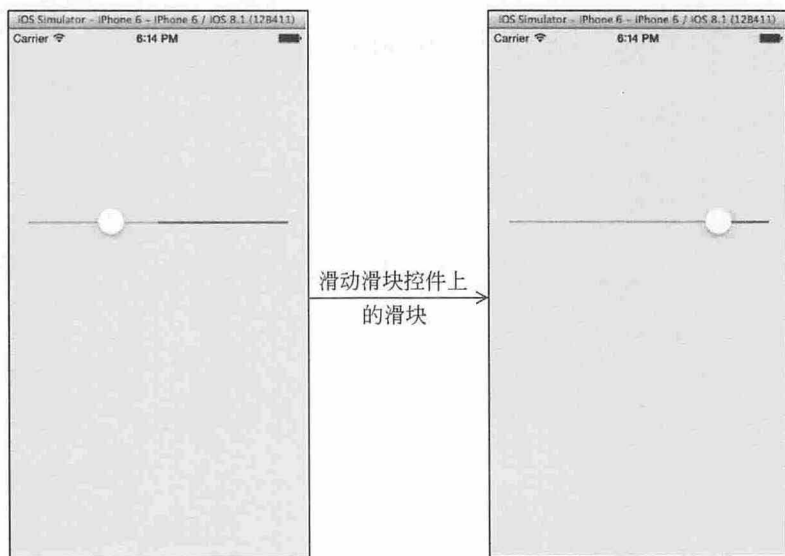 iOS Simulator - iPhone 6 - iPhone 6 / iOS 8.1 (12B411)
Carrier 6:14 PM
滑动滑块控件上
的滑块
iOS Simulator - iPhone 6 - iPhone 6 / iOS 8.1 (12B411)
Carrier 6:14 PM